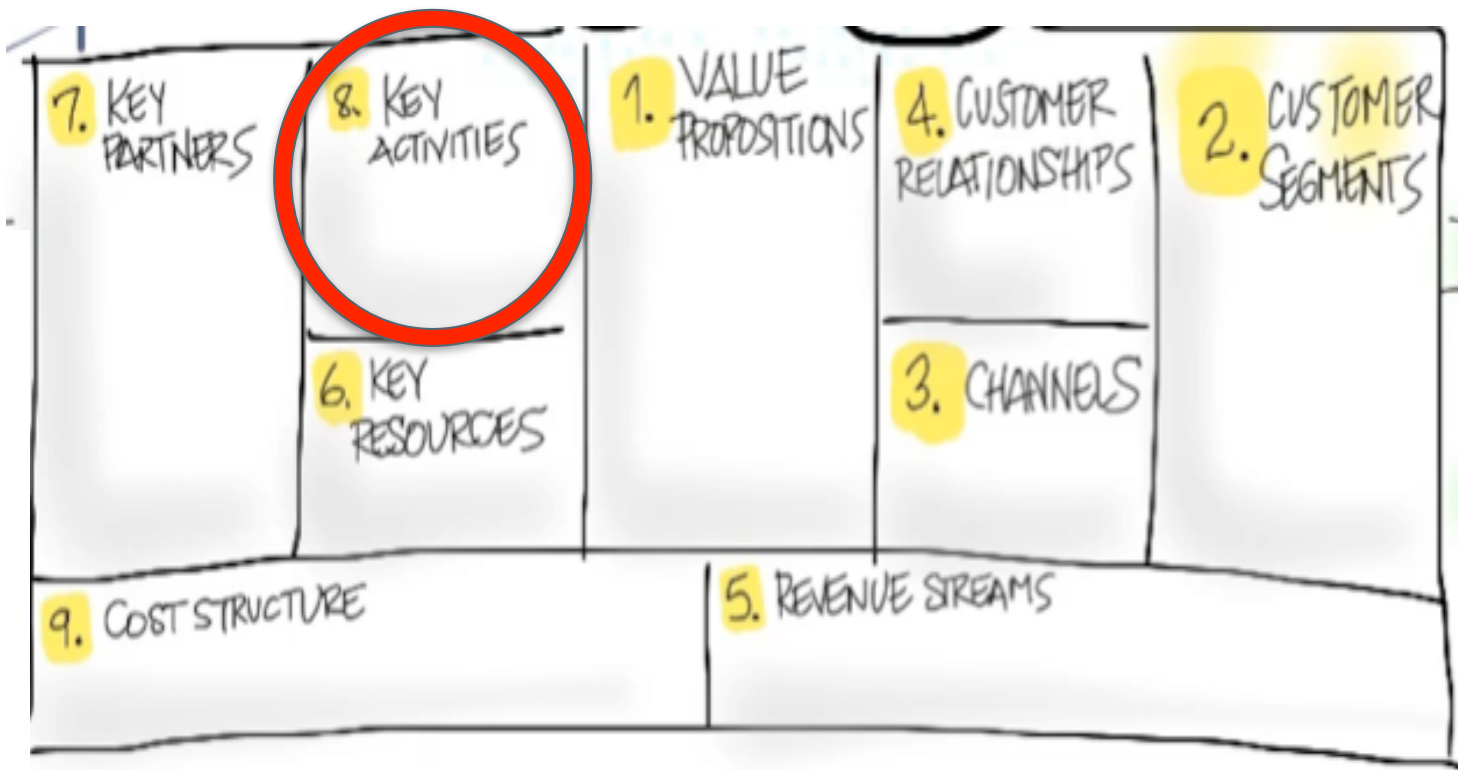 7. KEY
PARTNERS
8. KEY
ACTIVITIES
6. KEY
RESOURCES
1. VALUE
PROPOSITIONS
4. CUSTOMER
RELATIONSHIPS
3. CHANNELS
2. CUSTOMER
SEGMENTS
9. COST STRUCTURE
5. REVENUE STREAMS